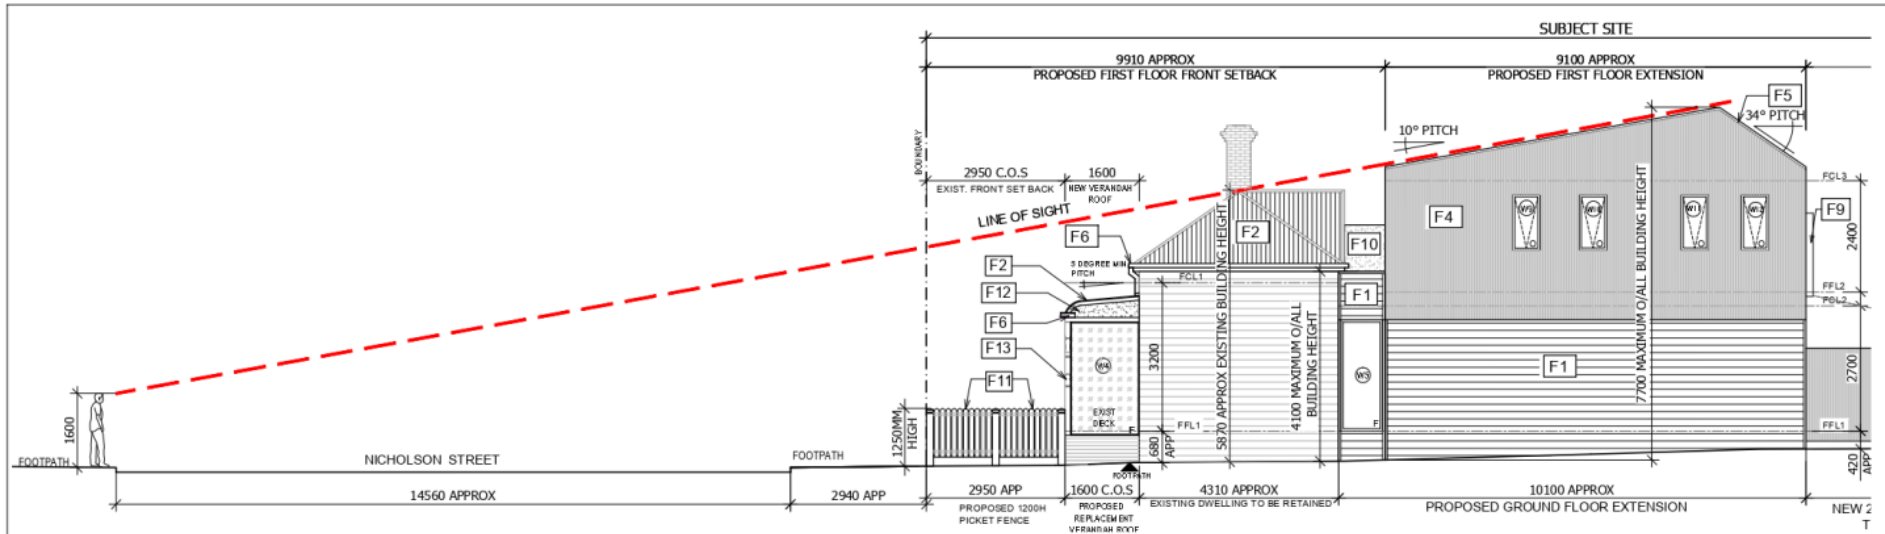 SUBJECT SITE
9910 APPROX
PROPOSED FIRST FLOOR FRONT SETBACK
9100 APPROX
PROPOSED FIRST FLOOR EXTENSION
F5
34° PITCH
10° PITCH
BOUNDARY
2950 C.O.S
EXIST. FRONT SET BACK
1600
NEW VERANDAH
ROOF
LINE OF SIGHT
FCL3
F4
W11
W12
F9
2400
F6
F2
F10
F2
PITCH
FCL1
FFL2
FCL2
F12
F1
F6
F13
W4
3200
5870 APPROX EXISTING BUILDING HEIGHT
4100 MAXIMUM O/ALL
BUILDING HEIGHT
7700 MAXIMUM O/ALL BUILDING HEIGHT
F1
2700
F11
1600
1250MM
HIGH
EXIST
DECK
F
680
APP
FFL1
F
FFL1
420
APP
FOOTPATH
NICHOLSON STREET
FOOTPATH
FOOTPATH
14560 APPROX
2940 APP
2950 APP
1600 C.O.S
4310 APPROX
10100 APPROX
PROPOSED 1200H
PICKET FENCE
PROPOSED
REPLACEMENT
VERANDAH ROOF
EXISTING DWELLING TO BE RETAINED
PROPOSED GROUND FLOOR EXTENSION
NEW 2
T